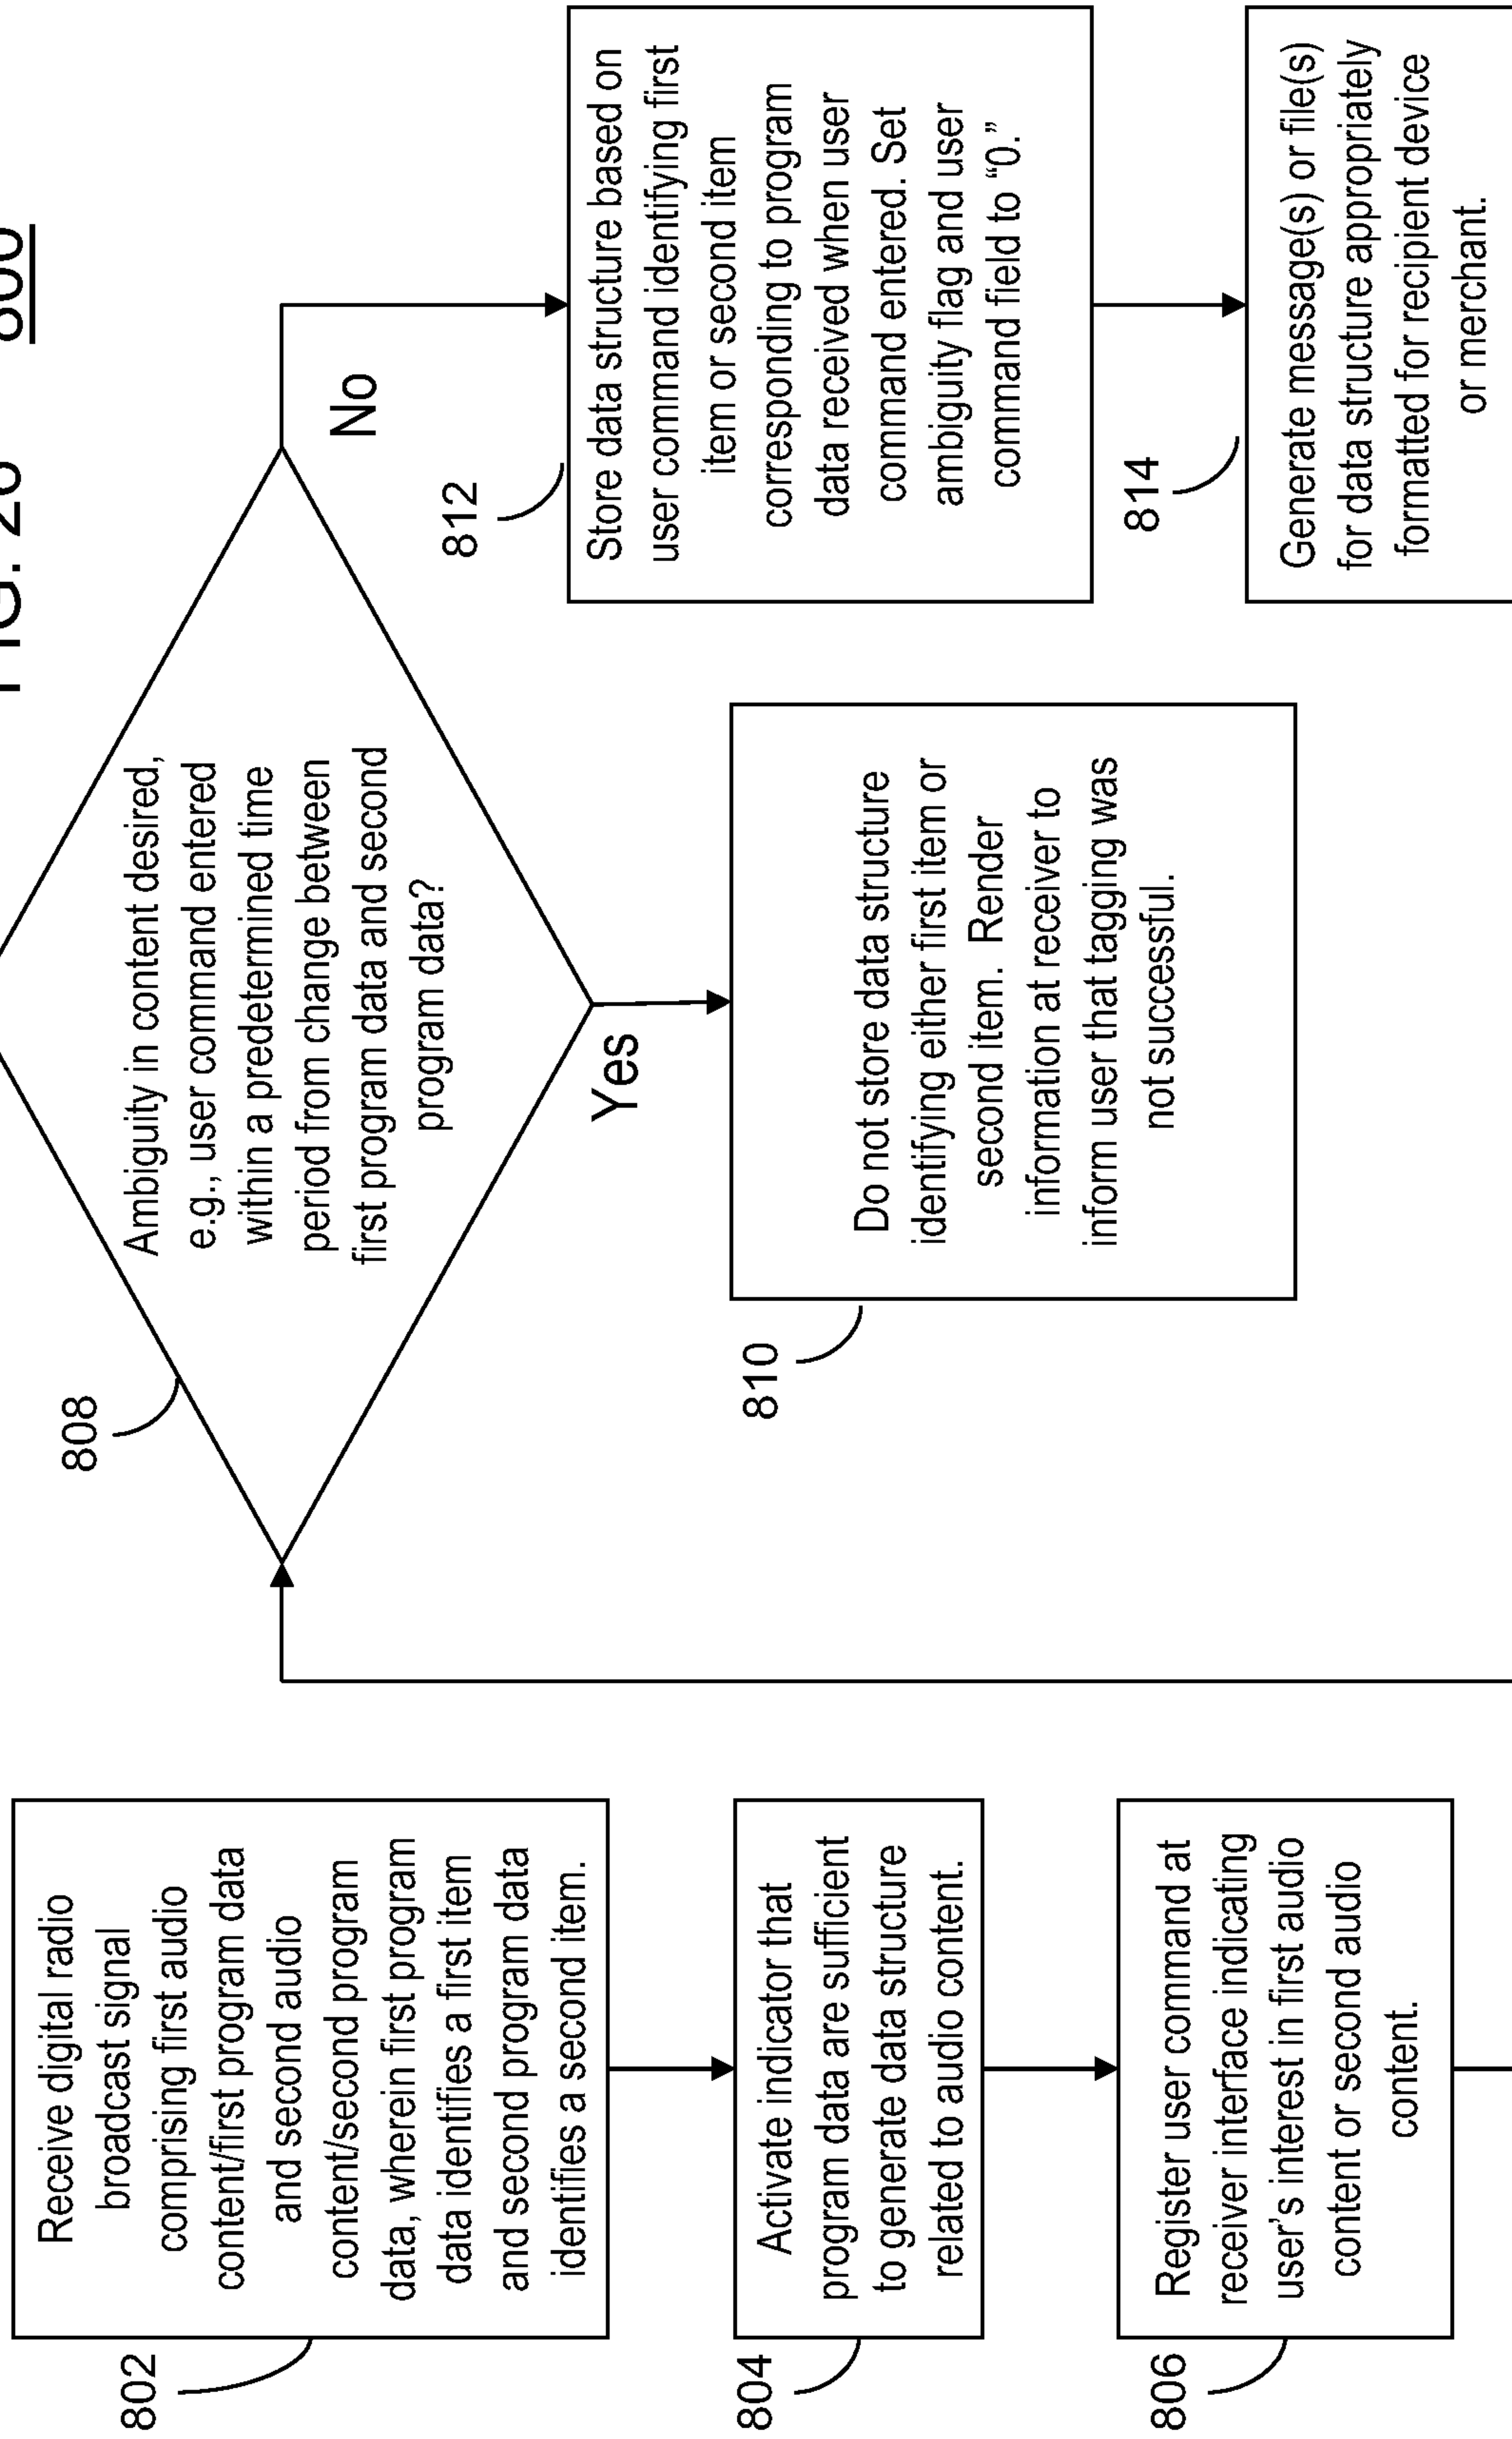 FIG.
800
802
Receive digital radio
broadcast signal
comprising first audio
content/first program data
and second audio
content/second program
data, wherein first program
data identifies a first item
and second program data
identifies a second item.
804
Activate indicator that
program data are sufficient
to generate data structure
related to audio content.
806
Register user command at
receiver interface indicating
user's interest in first audio
content or second audio
content.
808
Ambiguity in content desired,
e.g., user command entered
within a predetermined time
period from change between
first program data and second
program data?
Yes
No
810
Do not store data structure
identifying either first item or
second item. Render
information at receiver to
inform user that tagging was
not successful.
812
Store data structure based on
user command identifying first
item or second item
corresponding to program
data received when user
command entered. Set
ambiguity flag and user
command field to “0.”
814
Generate message(s) or file(s)
for data structure appropriately
formatted for recipient device
or merchant.